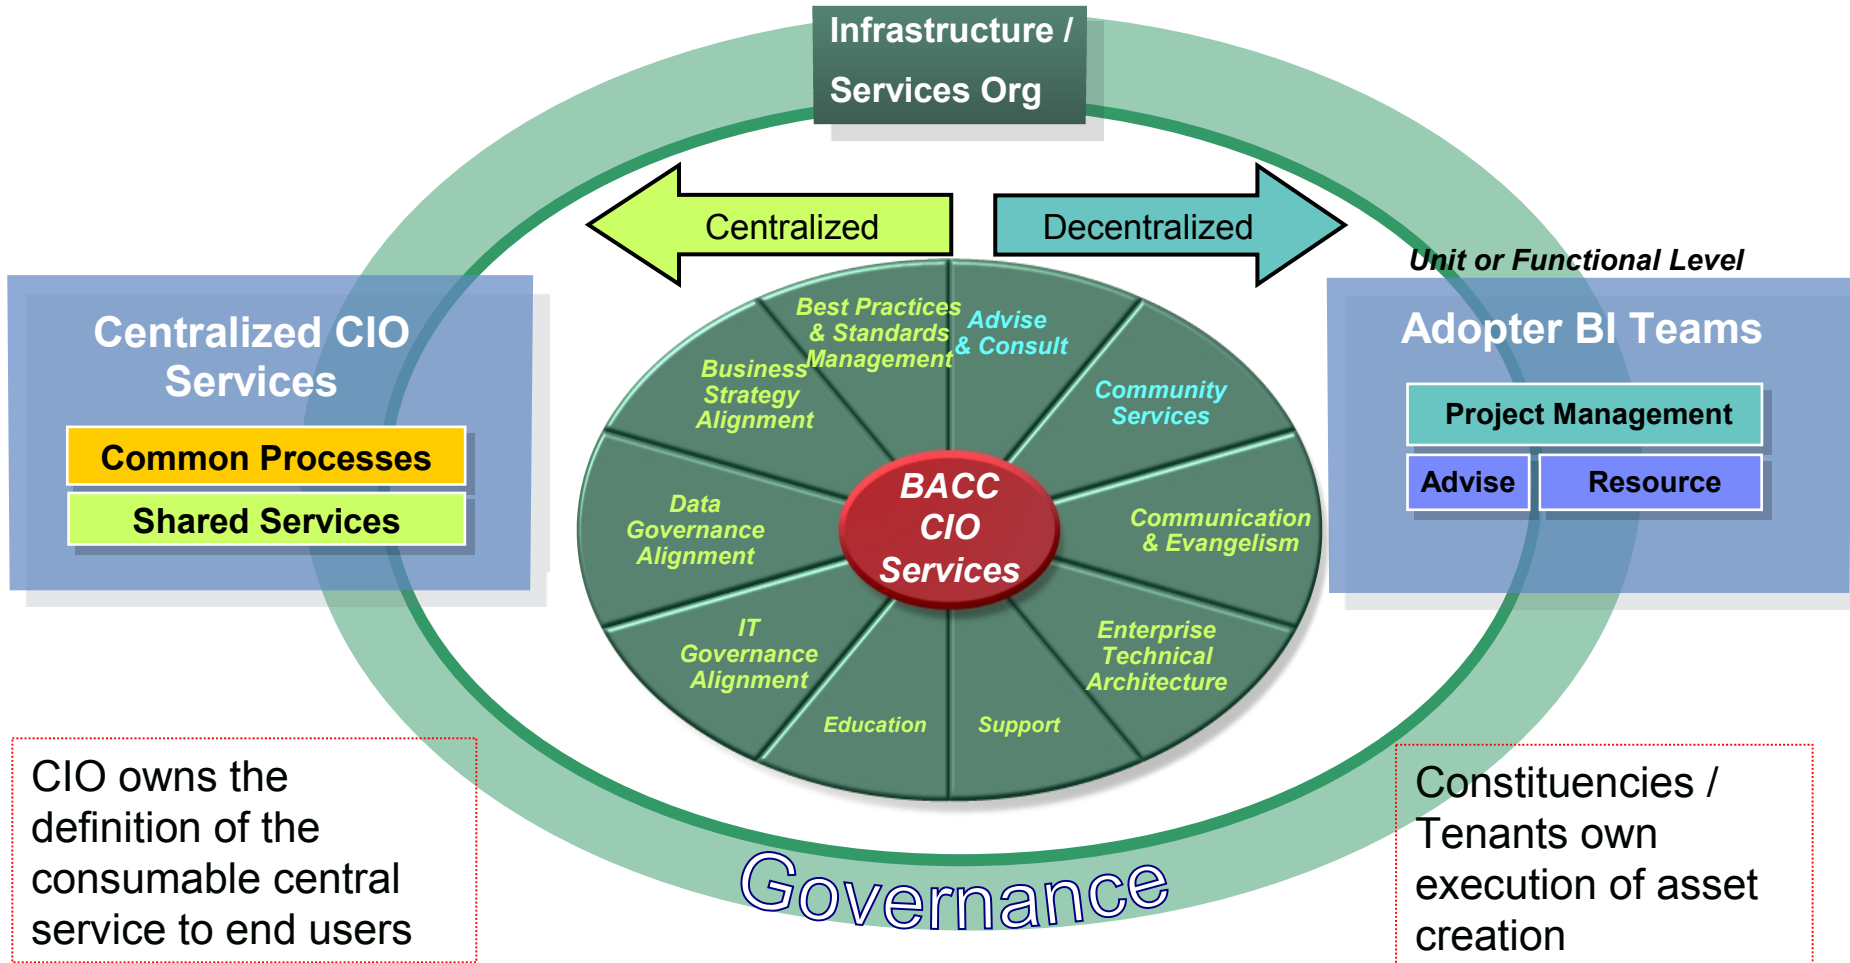 Infrastructure /
Services Org
Centralized
Decentralized
Unit or Functional Level
Centralized CIO
Services
Common Processes
Shared Services
Adopter BI Teams
Project Management
Advise
Resource
Best Practices
& Standards
Management
Advise
& Consult
Business
Strategy
Alignment
Community
Services
Data
Governance
Alignment
BACC
CIO
Services
Communication
& Evangelism
IT
Governance
Alignment
Enterprise
Technical
Architecture
Education
Support
CIO owns the
definition of the
consumable central
service to end users
Governance
Constituencies /
Tenants own
execution of asset
creation